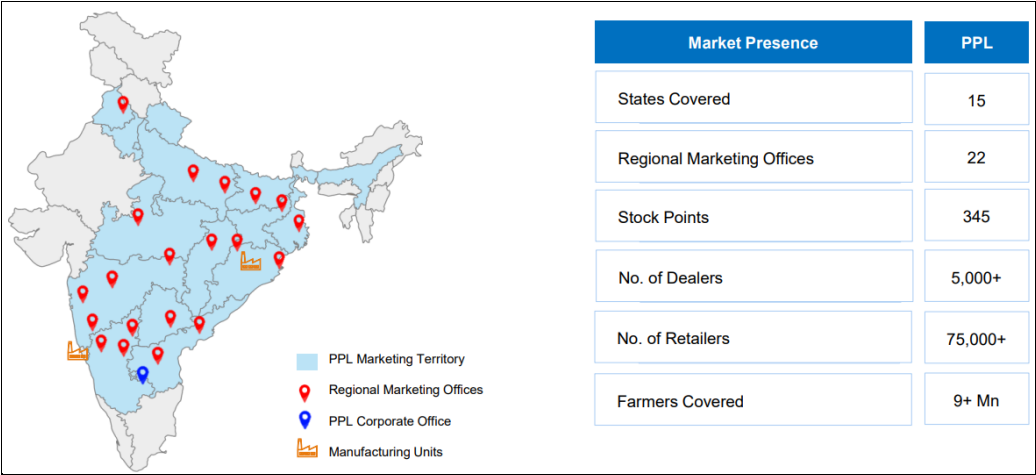 Market Presence PPL
States Covered 15
Regional Marketing Offices 22
Stock Points 345
No. of Dealers 5,000+
No. of Retailers 75,000+
Farmers Covered 9+ Mn
PPL Marketing Territory
Regional Marketing Offices
PPL Corporate Office
Manufacturing Units